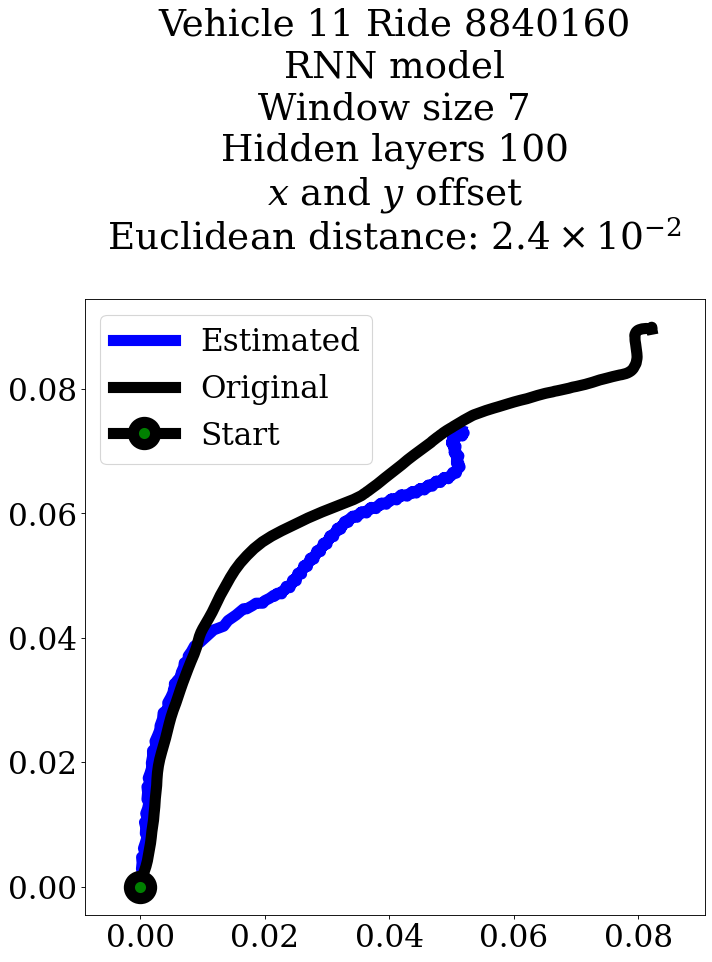 Vehicle 11 Ride 8840160
RNN model
Window size 7
Hidden layers 100
x and y offset
Euclidean distance: 2.4 × 10⁻²
Estimated
Original
Start
0.08
0.06
0.04
0.02
0.00
0.00 0.02 0.04 0.06 0.08